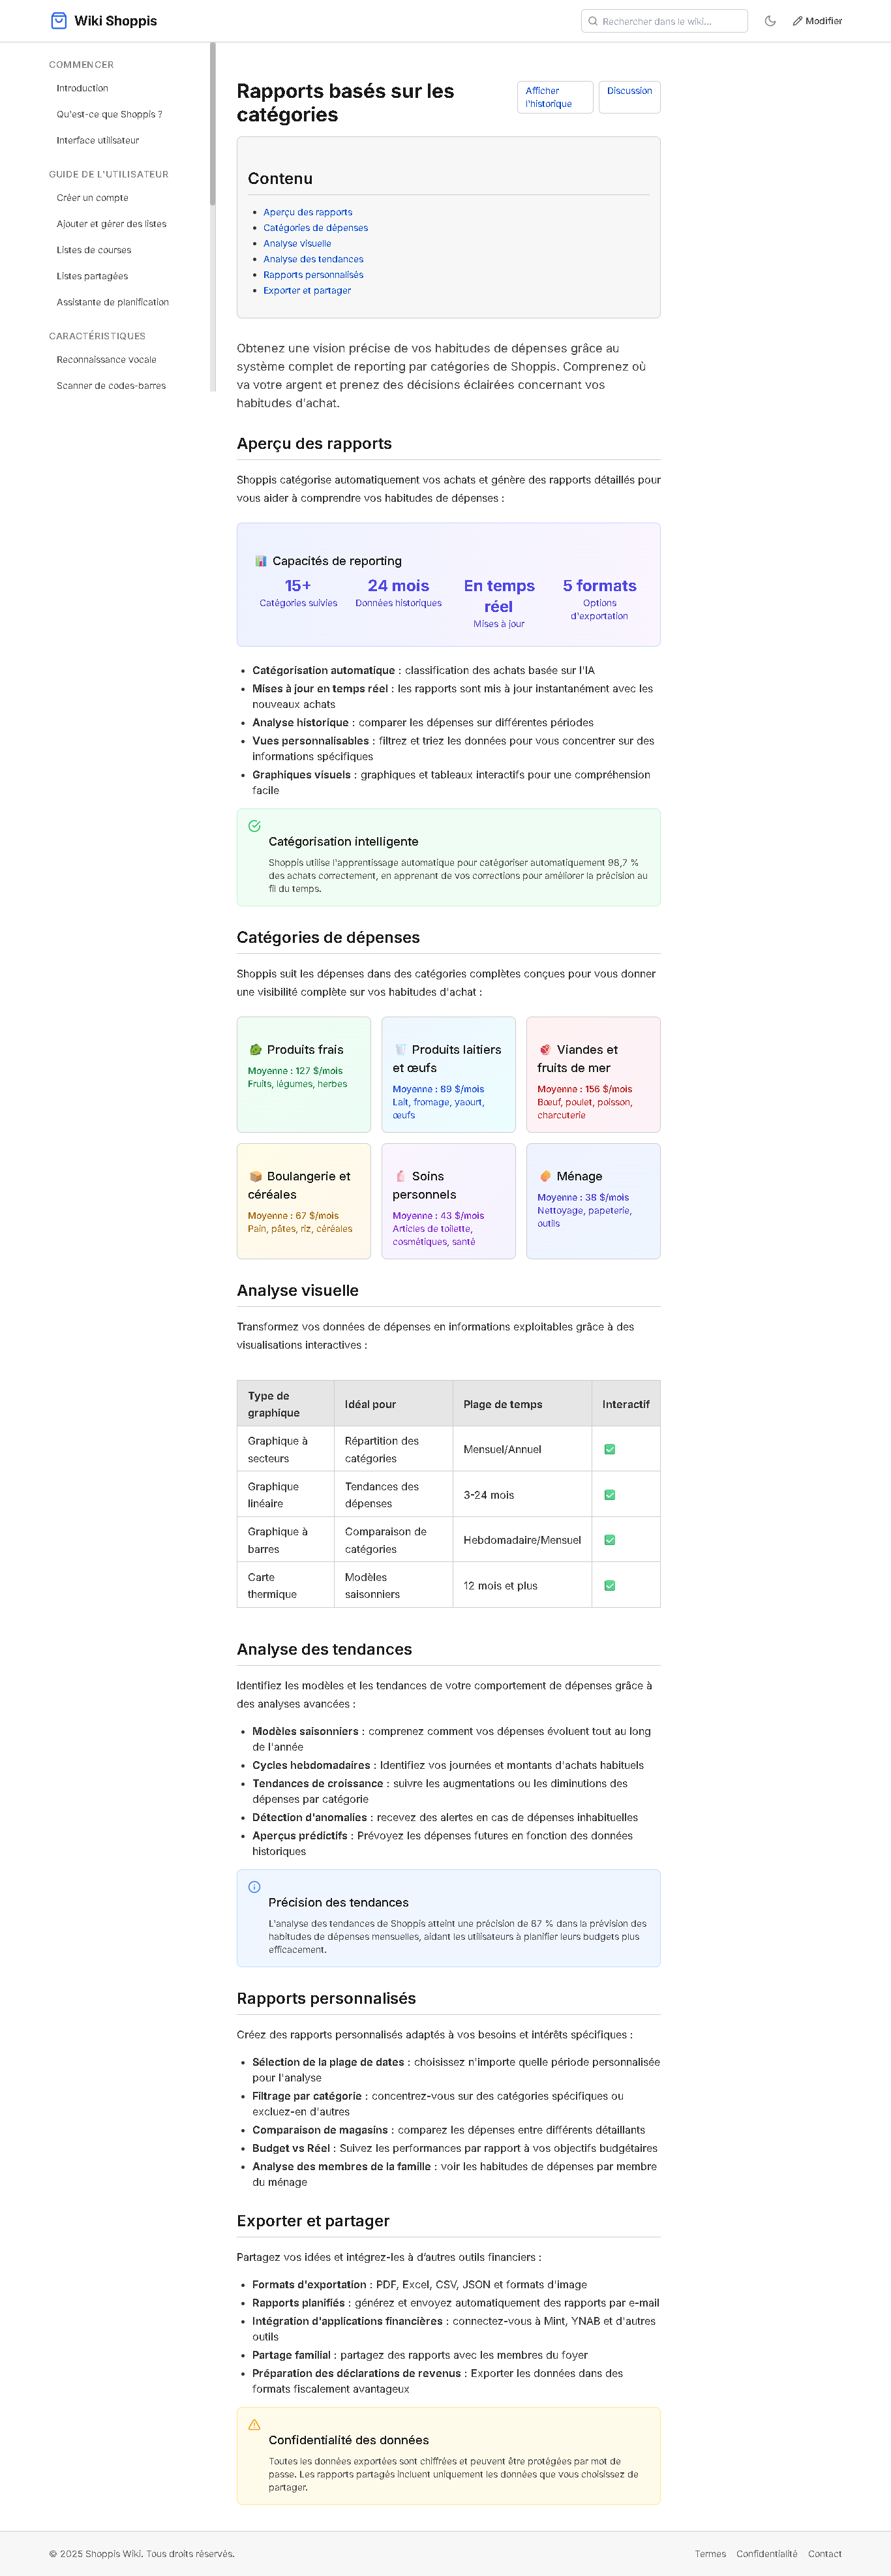 Wiki Shoppis
Rechercher dans le wiki...
Modifier
COMMENCER
Introduction
Qu'est-ce que Shoppis ?
Interface utilisateur
GUIDE DE L'UTILISATEUR
Créer un compte
Ajouter et gérer des listes
Listes de courses
Listes partagées
Assistante de planification
CARACTÉRISTIQUES
Reconnaissance vocale
Scanner de codes-barres
Rapports basés sur les
catégories
Afficher
l'historique
Discussion
Contenu
Aperçu des rapports
Catégories de dépenses
Analyse visuelle
Analyse des tendances
Rapports personnalisés
Exporter et partager
Obtenez une vision précise de vos habitudes de dépenses grâce au
système complet de reporting par catégories de Shoppis. Comprenez où
va votre argent et prenez des décisions éclairées concernant vos
habitudes d'achat.
Aperçu des rapports
Shoppis catégorise automatiquement vos achats et génère des rapports détaillés pour
vous aider à comprendre vos habitudes de dépenses :
Capacités de reporting
15+
Catégories suivies
24 mois
Données historiques
En temps
réel
Mises à jour
5 formats
Options
d'exportation
Catégorisation automatique : classification des achats basée sur l'IA
Mises à jour en temps réel : les rapports sont mis à jour instantanément avec les
nouveaux achats
Analyse historique : comparer les dépenses sur différentes périodes
Vues personnalisables : filtrez et triez les données pour vous concentrer sur des
informations spécifiques
Graphiques visuels : graphiques et tableaux interactifs pour une compréhension
facile
Catégorisation intelligente
Shoppis utilise l'apprentissage automatique pour catégoriser automatiquement 98,7 %
des achats correctement, en apprenant de vos corrections pour améliorer la précision au
fil du temps.
Catégories de dépenses
Shoppis suit les dépenses dans des catégories complètes conçues pour vous donner
une visibilité complète sur vos habitudes d'achat :
Produits frais
Moyenne : 127 $/mois
Fruits, légumes, herbes
Produits laitiers
et œufs
Moyenne : 89 $/mois
Lait, fromage, yaourt,
œufs
Viandes et
fruits de mer
Moyenne : 156 $/mois
Bœuf, poulet, poisson,
charcuterie
Boulangerie et
céréales
Moyenne : 67 $/mois
Pain, pâtes, riz, céréales
Soins
personnels
Moyenne : 43 $/mois
Articles de toilette,
cosmétiques, santé
Ménage
Moyenne : 38 $/mois
Nettoyage, papeterie,
outils
Analyse visuelle
Transformez vos données de dépenses en informations exploitables grâce à des
visualisations interactives :
Type de
graphique
Idéal pour
Plage de temps
Interactif
Graphique à
secteurs
Répartition des
catégories
Mensuel/Annuel
Graphique
linéaire
Tendances des
dépenses
3-24 mois
Graphique à
barres
Comparaison de
catégories
Hebdomadaire/Mensuel
Carte
thermique
Modèles
saisonniers
12 mois et plus
Analyse des tendances
Identifiez les modèles et les tendances de votre comportement de dépenses grâce à
des analyses avancées :
Modèles saisonniers : comprenez comment vos dépenses évoluent tout au long
de l'année
Cycles hebdomadaires : Identifiez vos journées et montants d'achats habituels
Tendances de croissance : suivre les augmentations ou les diminutions des
dépenses par catégorie
Détection d'anomalies : recevez des alertes en cas de dépenses inhabituelles
Aperçus prédictifs : Prévoyez les dépenses futures en fonction des données
historiques
Précision des tendances
L'analyse des tendances de Shoppis atteint une précision de 87 % dans la prévision des
habitudes de dépenses mensuelles, aidant les utilisateurs à planifier leurs budgets plus
efficacement.
Rapports personnalisés
Créez des rapports personnalisés adaptés à vos besoins et intérêts spécifiques :
Sélection de la plage de dates : choisissez n'importe quelle période personnalisée
pour l'analyse
Filtrage par catégorie : concentrez-vous sur des catégories spécifiques ou
excluez-en d'autres
Comparaison de magasins : comparez les dépenses entre différents détaillants
Budget vs Réel : Suivez les performances par rapport à vos objectifs budgétaires
Analyse des membres de la famille : voir les habitudes de dépenses par membre
du ménage
Exporter et partager
Partagez vos idées et intégrez-les à d’autres outils financiers :
Formats d'exportation : PDF, Excel, CSV, JSON et formats d'image
Rapports planifiés : générez et envoyez automatiquement des rapports par e-mail
Intégration d'applications financières : connectez-vous à Mint, YNAB et d'autres
outils
Partage familial : partagez des rapports avec les membres du foyer
Préparation des déclarations de revenus : Exporter les données dans des
formats fiscalement avantageux
Confidentialité des données
Toutes les données exportées sont chiffrées et peuvent être protégées par mot de
passe. Les rapports partagés incluent uniquement les données que vous choisissez de
partager.
© 2025 Shoppis Wiki. Tous droits réservés.
Termes
Confidentialité
Contact